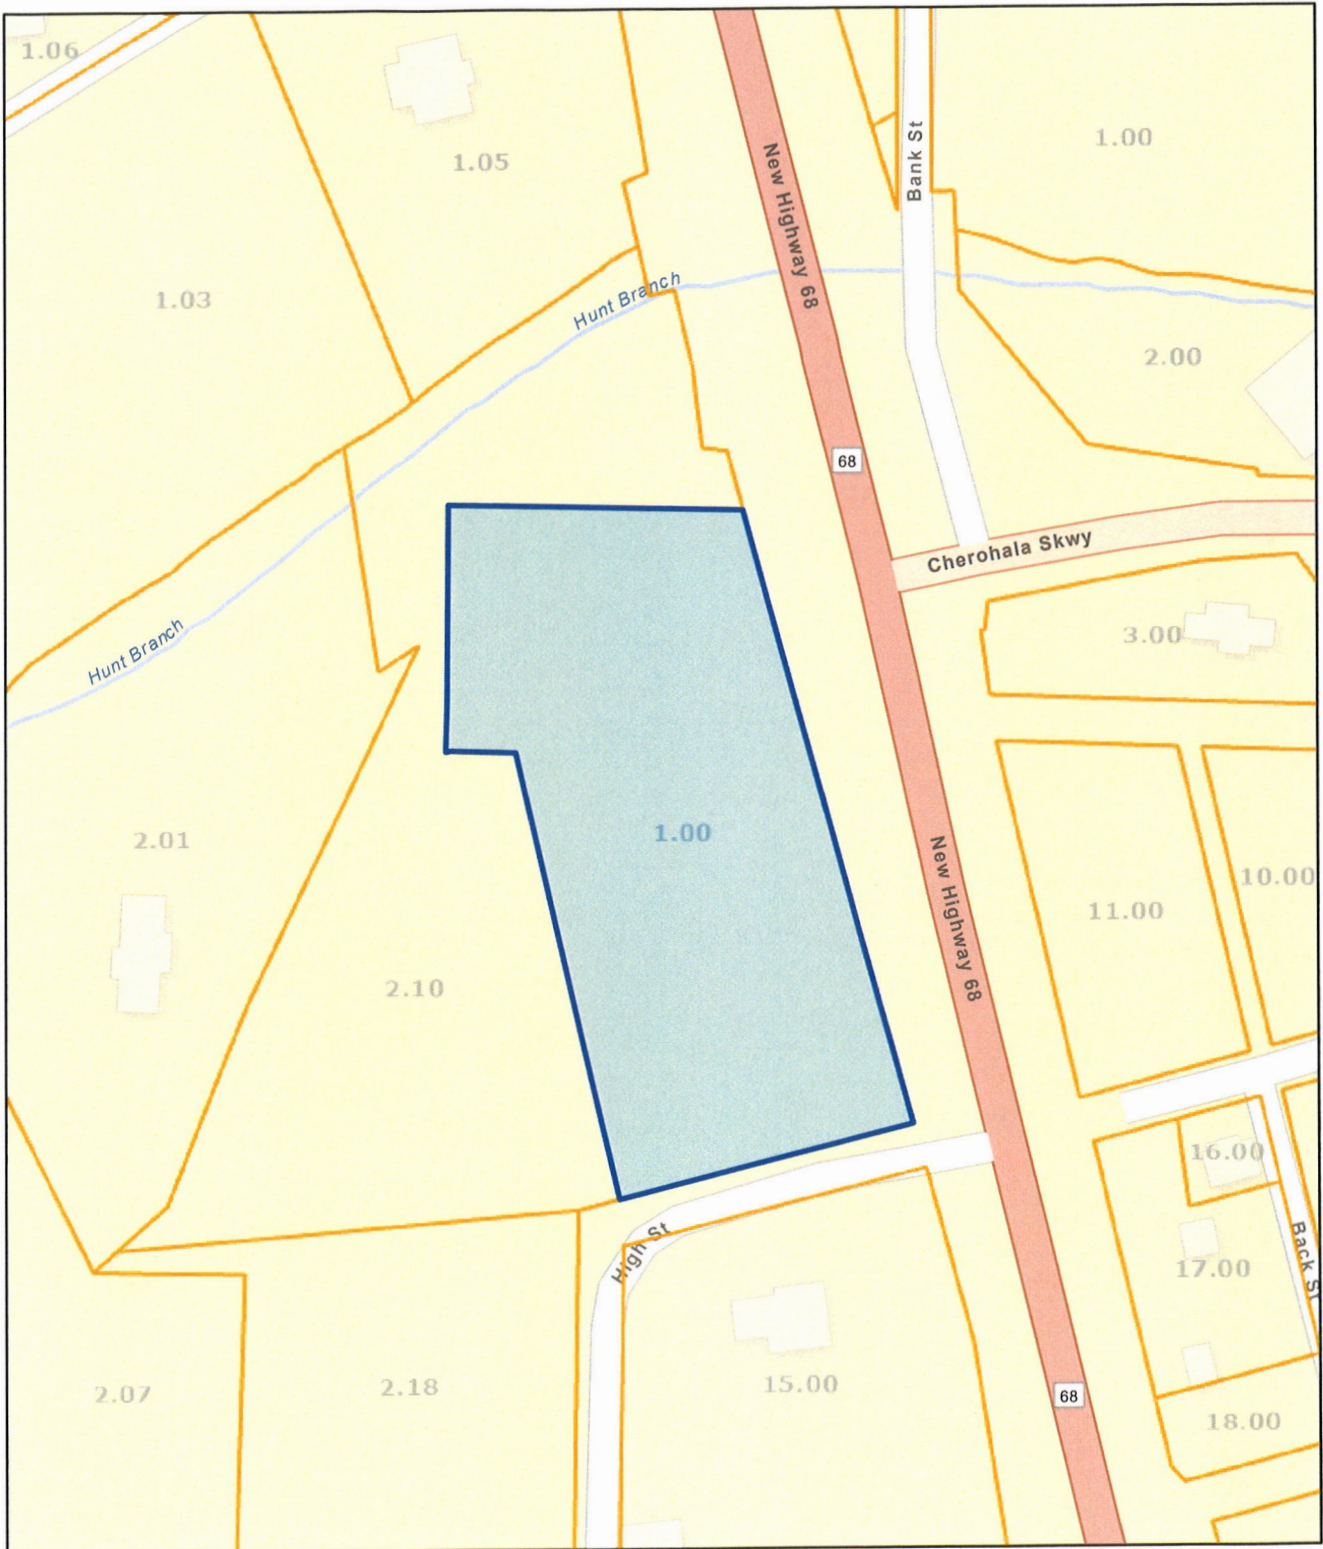 1.06
1.05
1.00
Bank St
New Highway 68
1.03
Hunt Branch
2.00
68
Cherohala Skwy
Hunt Branch
3.00
2.01
1.00
10.00
11.00
New Highway 68
2.10
16.00
High St
17.00
Back St
2.07
2.18
15.00
68
18.00